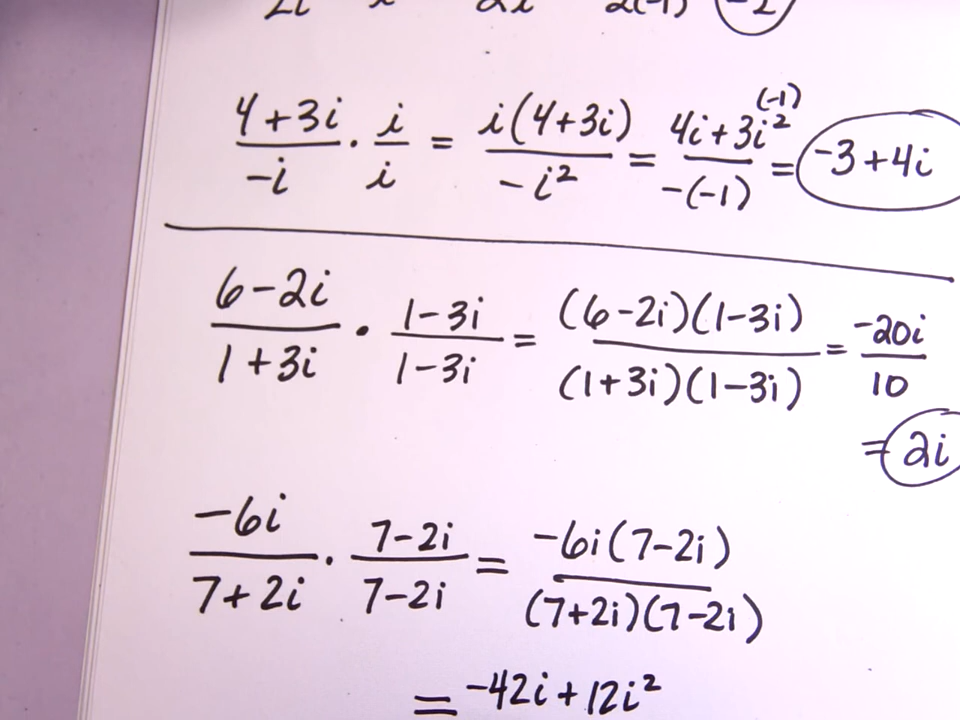 (4+3i)/(-i) · i/i = i(4+3i)/(-i²) = (4i+3i²(-1))/(-(-1)) = -3+4i
(6-2i)/(1+3i) · (1-3i)/(1-3i) = (6-2i)(1-3i)/((1+3i)(1-3i)) = -20i/10
= 2i
-6i/(7+2i) · (7-2i)/(7-2i) = -6i(7-2i)/((7+2i)(7-2i))
= -42i+12i²